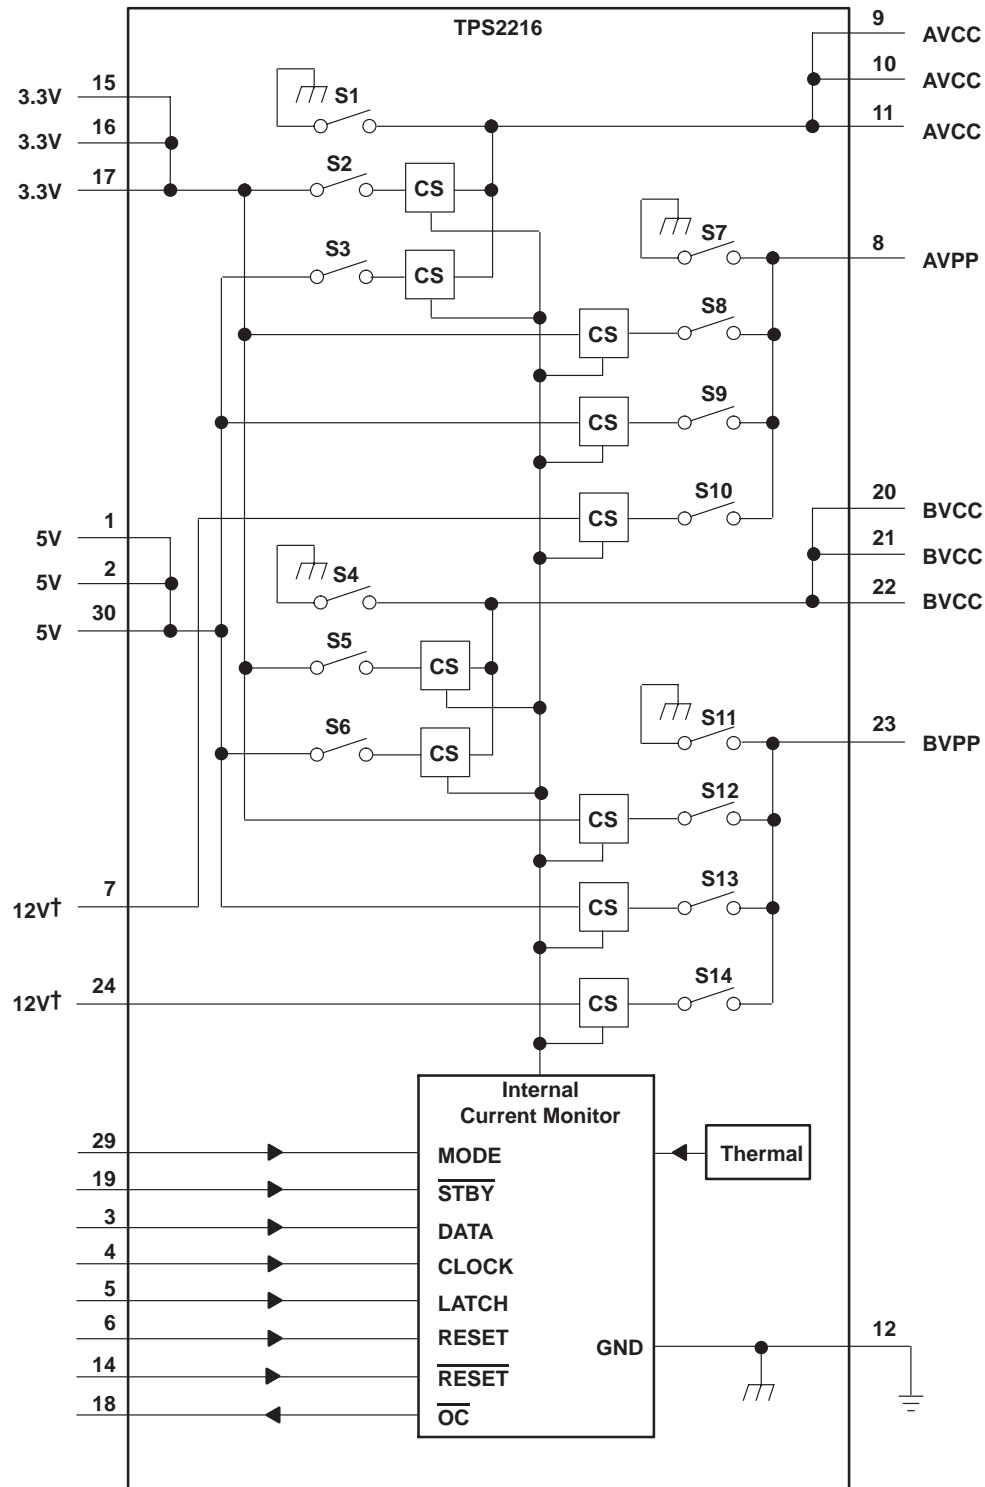 TPS2216
9
AVCC
10
AVCC
11
AVCC
15
3.3V
16
3.3V
17
3.3V
S1
S2
CS
S3
CS
S7
8
AVPP
CS
S8
CS
S9
CS
S10
1
5V
2
5V
30
5V
20
BVCC
21
BVCC
22
BVCC
S4
S5
CS
S6
CS
S11
23
BVPP
CS
S12
CS
S13
CS
S14
7
12V†
24
12V†
Internal
Current Monitor
Thermal
29
MODE
19
S̅T̅B̅Y̅
3
DATA
4
CLOCK
5
LATCH
6
RESET
14
R̅E̅S̅E̅T̅
18
O̅C̅
GND
12